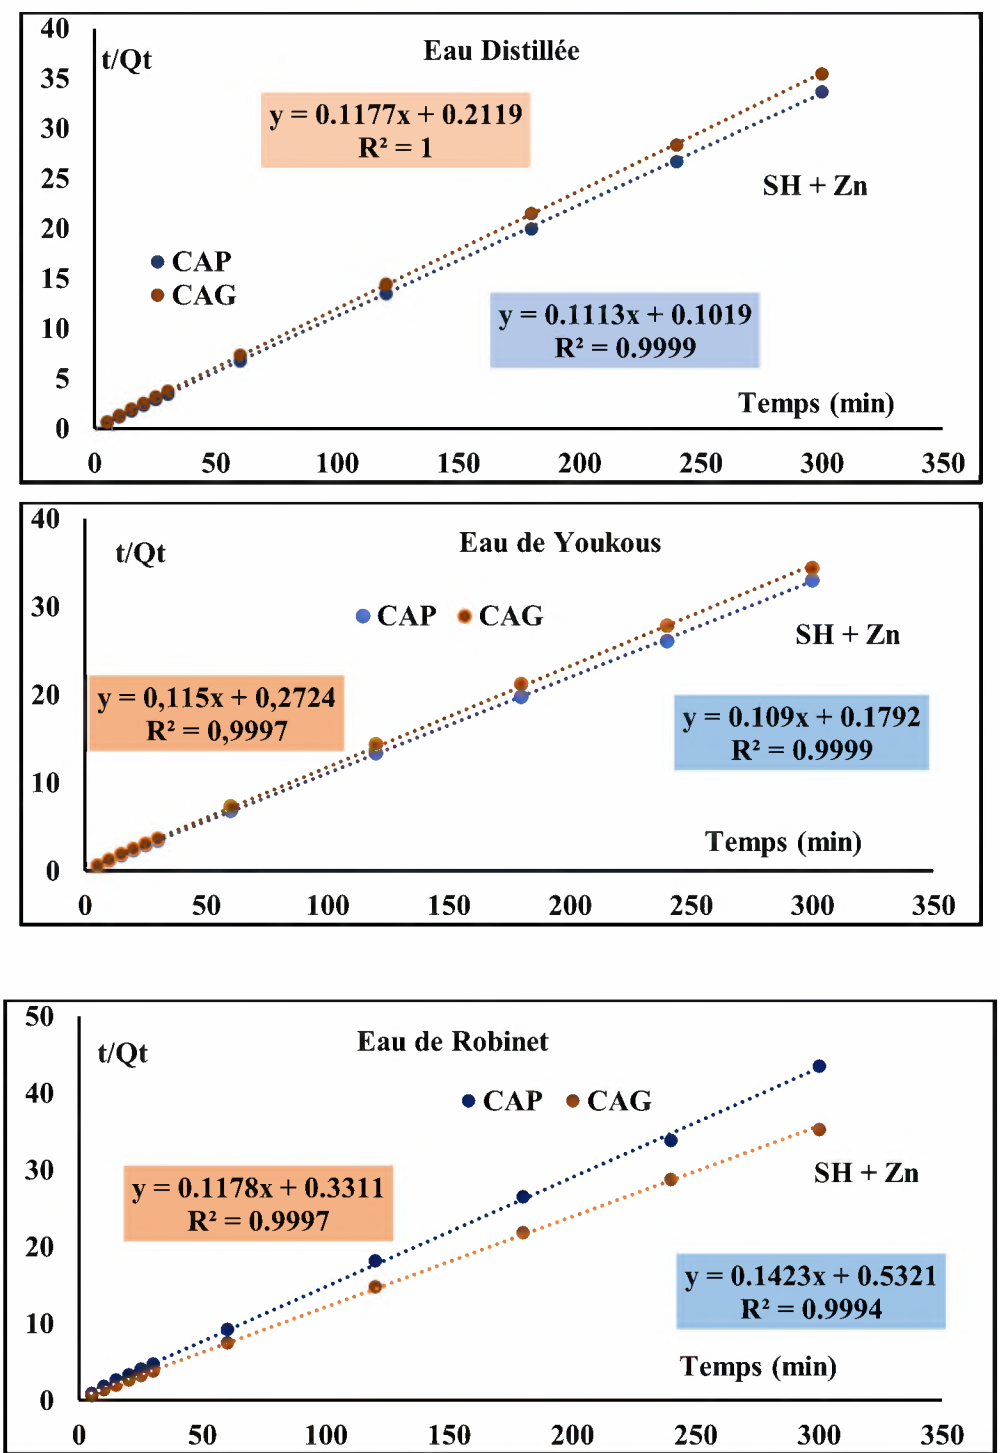 40
t/Qt
Eau Distillée
35
y = 0.1177x + 0.2119
R² = 1
30
25
SH + Zn
20
CAP
CAG
15
y = 0.1113x + 0.1019
R² = 0.9999
10
5
Temps (min)
0
0 50 100 150 200 250 300 350
40
t/Qt
Eau de Youkous
30
CAP CAG
SH + Zn
20
y = 0,115x + 0,2724
R² = 0,9997
y = 0.109x + 0.1792
R² = 0.9999
10
Temps (min)
0
0 50 100 150 200 250 300 350
50
t/Qt
Eau de Robinet
40
CAP CAG
30
SH + Zn
y = 0.1178x + 0.3311
R² = 0.9997
20
y = 0.1423x + 0.5321
R² = 0.9994
10
Temps (min)
0
0 50 100 150 200 250 300 350